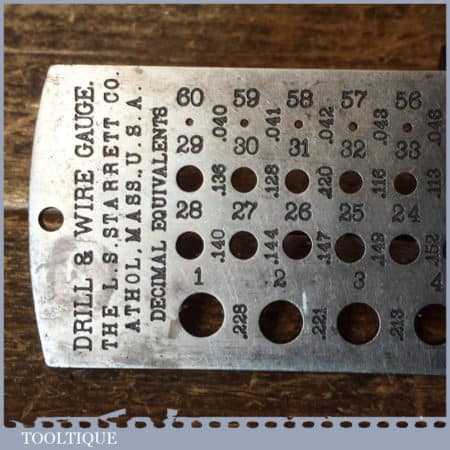 DRILL & WIRE GAUGE.
THE L.S. STARRETT CO.
ATHOL, MASS., U.S.A.
DECIMAL EQUIVALENTS
60 59 58 57 56
.040 .041 .042 .043 .046
29 30 31 32 33
.136 .128 .120 .116 .113
28 27 26 25 24
.140 .144 .147 .149 .152
1 2 3 4
.228 .221 .213
TOOLTIQUE